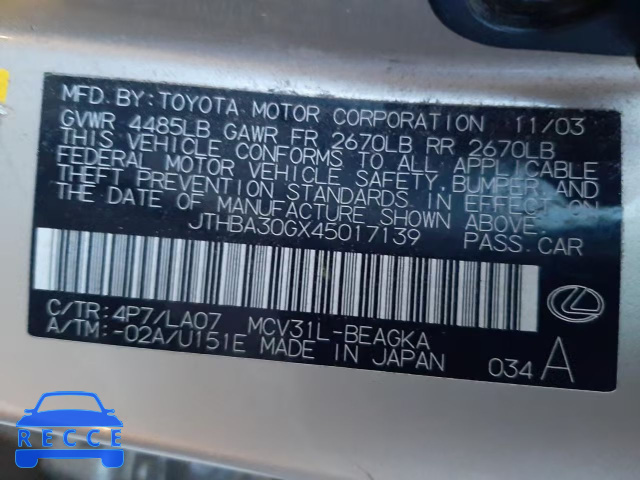 MFD. BY: TOYOTA MOTOR CORPORATION 11/03
GVWR 4485LB GAWR FR 2670LB RR 2670LB
THIS VEHICLE CONFORMS TO ALL APPLICABLE
FEDERAL MOTOR VEHICLE SAFETY, BUMPER, AND
THEFT PREVENTION STANDARDS IN EFFECT ON
THE DATE OF MANUFACTURE SHOWN ABOVE.
JTHBA30GX45017139 PASS. CAR
C/TR: 4P7/LA07 MCV31L-BEAGKA
A/TM: -02A/U151E MADE IN JAPAN 034 A
RECCE